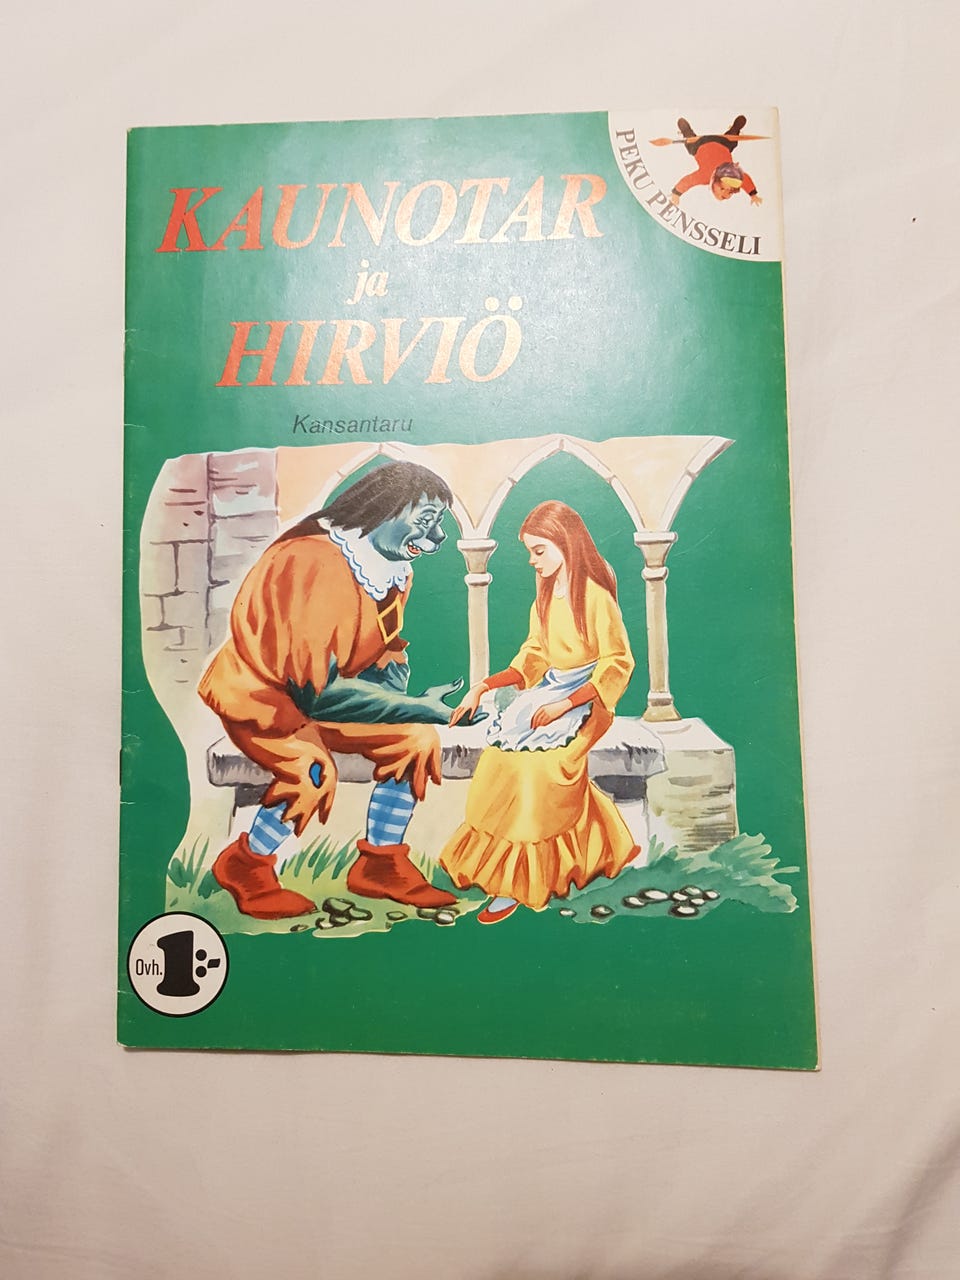 PEKU PENSSELI
KAUNOTAR
ja
HIRVIÖ
Kansantaru
Ovh. 1:-